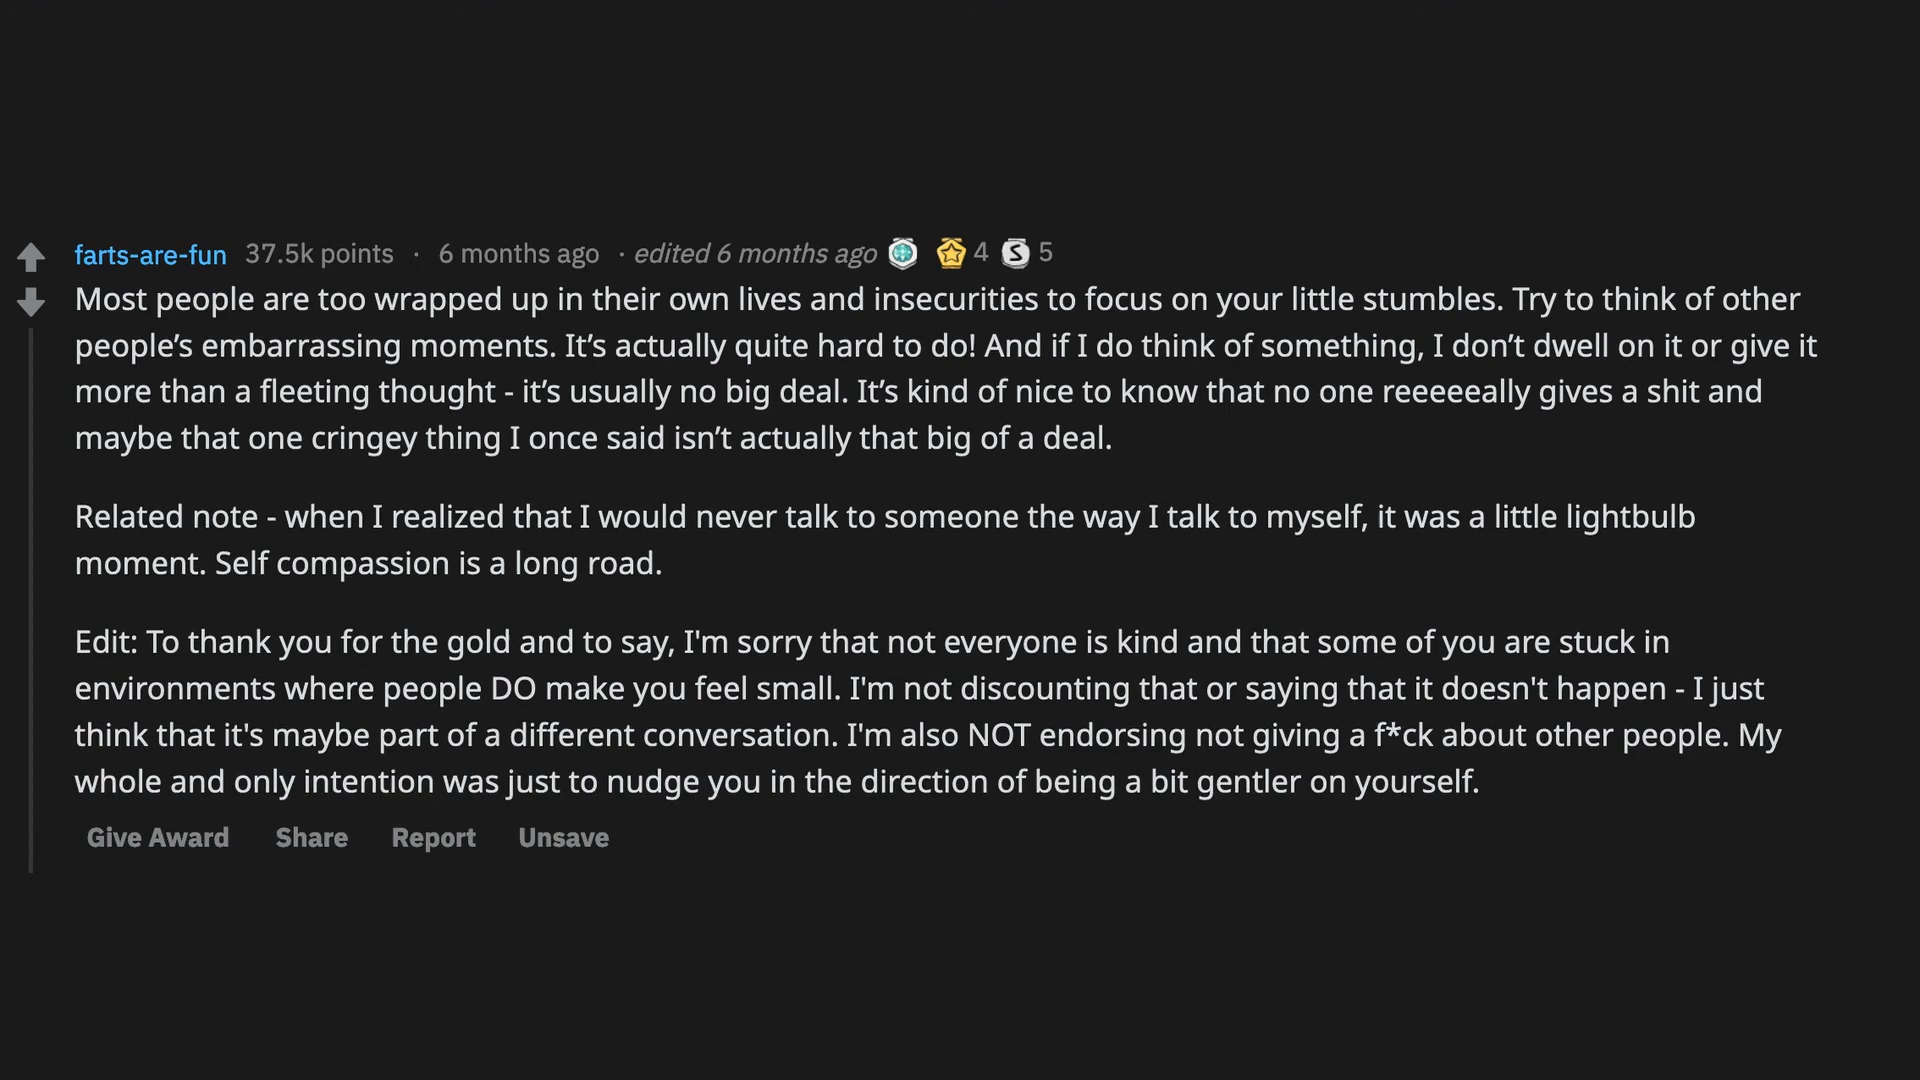 farts-are-fun 37.5k points · 6 months ago · edited 6 months ago 4 S 5
Most people are too wrapped up in their own lives and insecurities to focus on your little stumbles. Try to think of other
people’s embarrassing moments. It’s actually quite hard to do! And if I do think of something, I don’t dwell on it or give it
more than a fleeting thought - it’s usually no big deal. It’s kind of nice to know that no one reeeeeally gives a shit and
maybe that one cringey thing I once said isn’t actually that big of a deal.
Related note - when I realized that I would never talk to someone the way I talk to myself, it was a little lightbulb
moment. Self compassion is a long road.
Edit: To thank you for the gold and to say, I'm sorry that not everyone is kind and that some of you are stuck in
environments where people DO make you feel small. I'm not discounting that or saying that it doesn't happen - I just
think that it's maybe part of a different conversation. I'm also NOT endorsing not giving a f*ck about other people. My
whole and only intention was just to nudge you in the direction of being a bit gentler on yourself.
Give Award Share Report Unsave